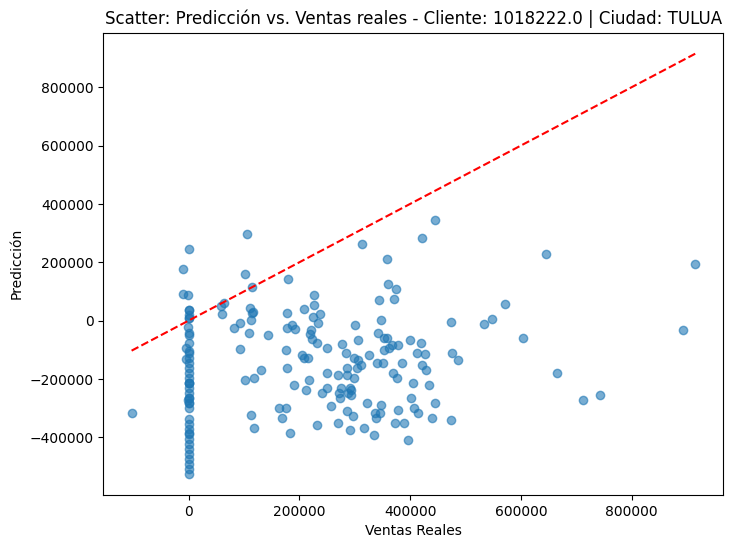 Scatter: Predicción vs. Ventas reales - Cliente: 1018222.0 | Ciudad: TULUA
Predicción
800000
600000
400000
200000
0
−200000
−400000
0 200000 400000 600000 800000
Ventas Reales